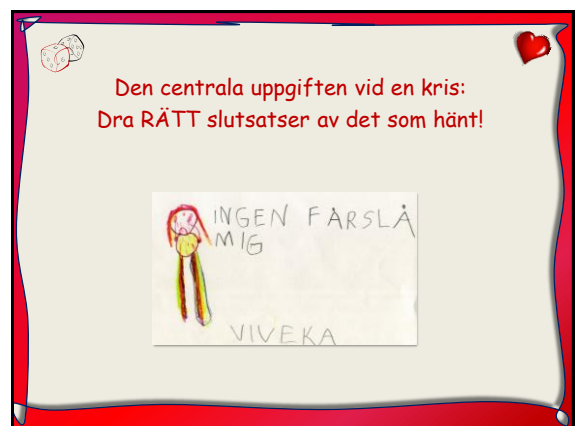 Den centrala uppgiften vid en kris:
Dra RÄTT slutsatser av det som hänt!
INGEN FÅRSLÅ
MIG
VIVEKA